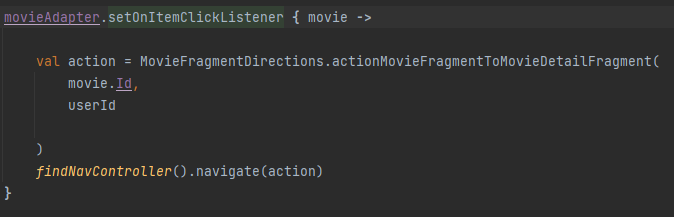 movieAdapter.setOnItemClickListener { movie ->
val action = MovieFragmentDirections.actionMovieFragmentToMovieDetailFragment(
movie.Id,
userId
)
findNavController().navigate(action)
}